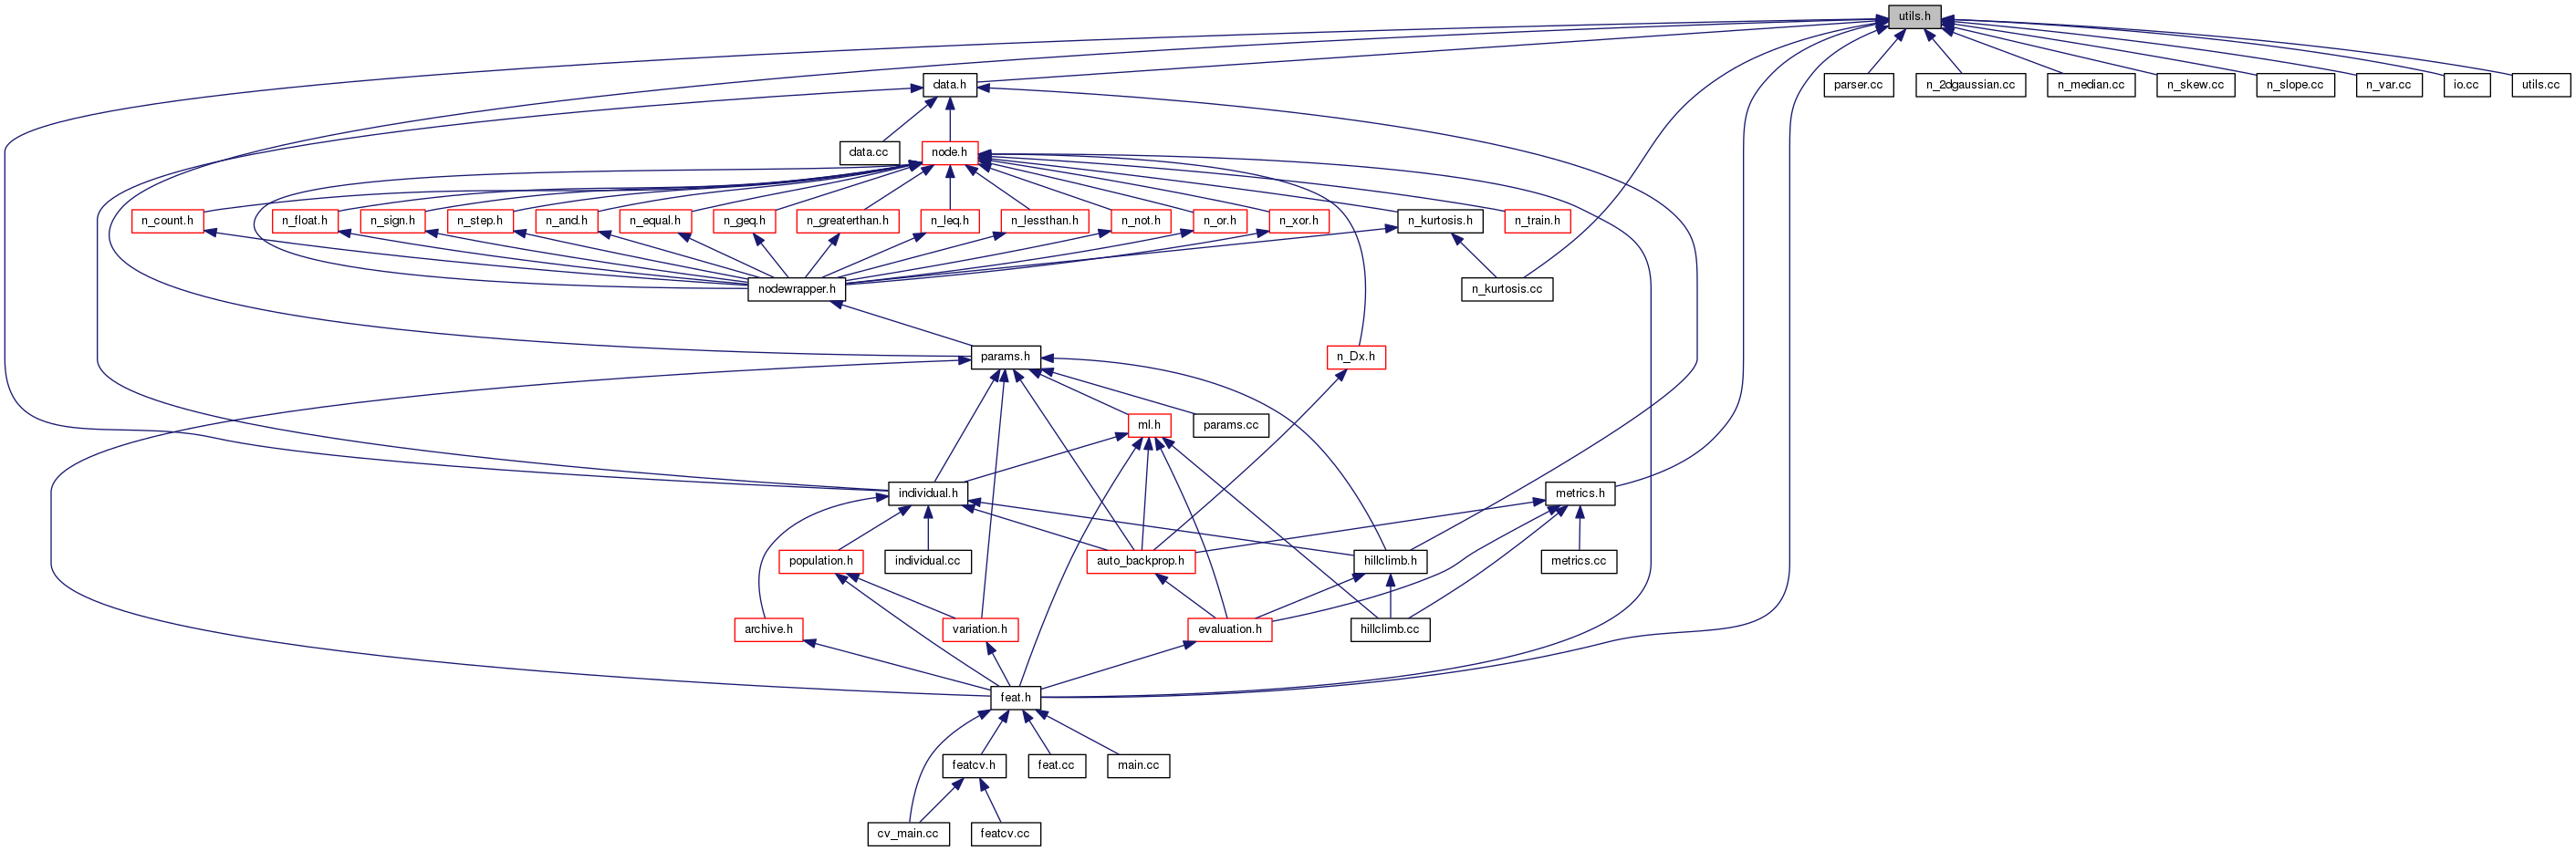 utils.h
data.h
parser.cc
n_2dgaussian.cc
n_median.cc
n_skew.cc
n_slope.cc
n_var.cc
io.cc
utils.cc
data.cc
node.h
n_count.h
n_float.h
n_sign.h
n_step.h
n_and.h
n_equal.h
n_geq.h
n_greaterthan.h
n_leq.h
n_lessthan.h
n_not.h
n_or.h
n_xor.h
n_kurtosis.h
n_train.h
nodewrapper.h
n_kurtosis.cc
params.h
n_Dx.h
ml.h
params.cc
individual.h
metrics.h
population.h
individual.cc
auto_backprop.h
hillclimb.h
metrics.cc
archive.h
variation.h
evaluation.h
hillclimb.cc
feat.h
featcv.h
feat.cc
main.cc
cv_main.cc
featcv.cc